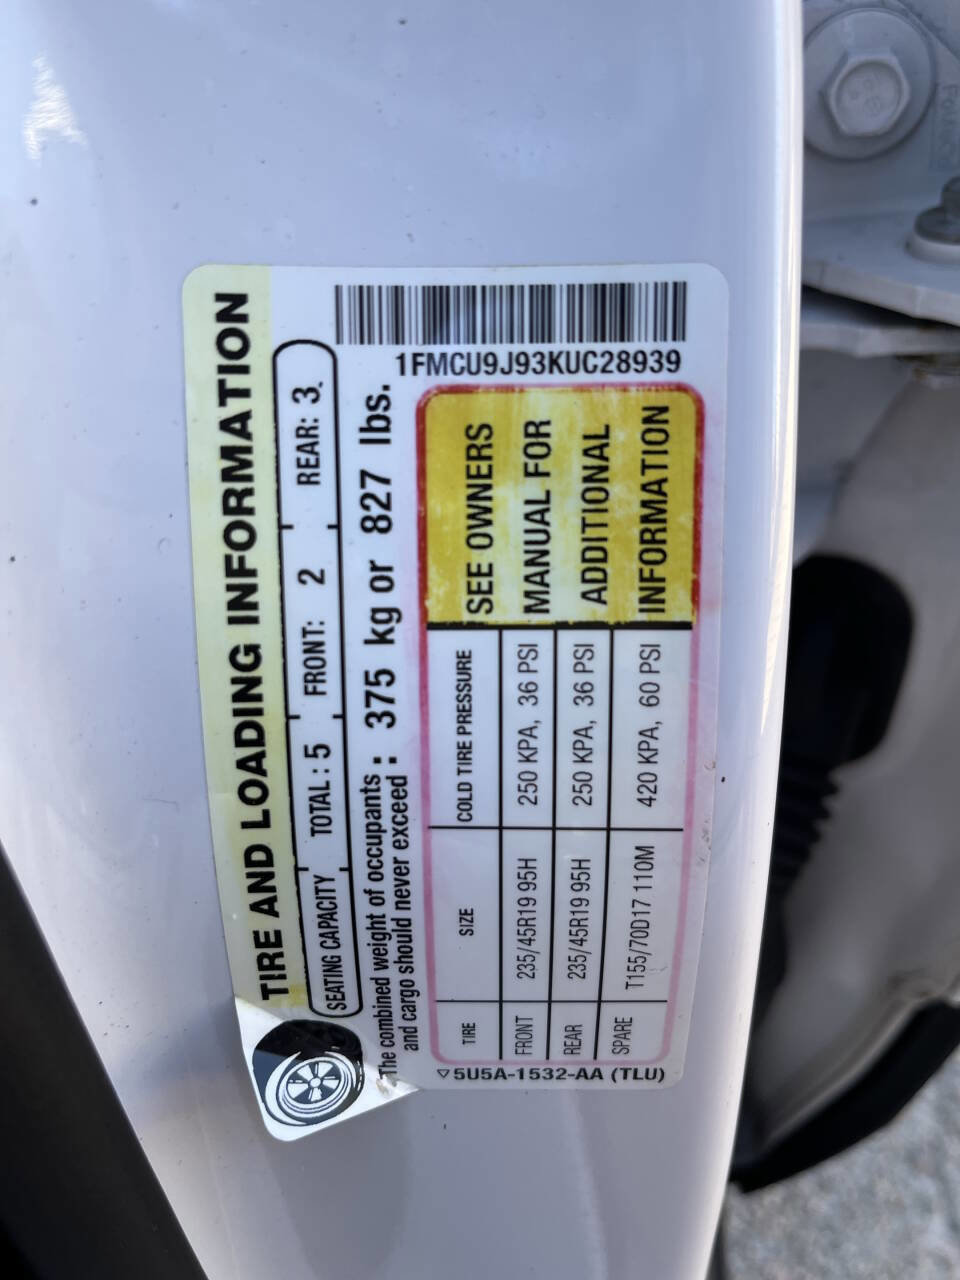 TIRE AND LOADING INFORMATION
SEATING CAPACITY TOTAL : 5 FRONT: 2 REAR: 3
The combined weight of occupants
and cargo should never exceed : 375 kg or 827 lbs.
1FMCU9J93KUC28939
TIRE SIZE COLD TIRE PRESSURE
FRONT 235/45R19 95H 250 KPA, 36 PSI
REAR 235/45R19 95H 250 KPA, 36 PSI
SPARE T155/70D17 110M 420 KPA, 60 PSI
SEE OWNERS
MANUAL FOR
ADDITIONAL
INFORMATION
5U5A-1532-AA (TLU)